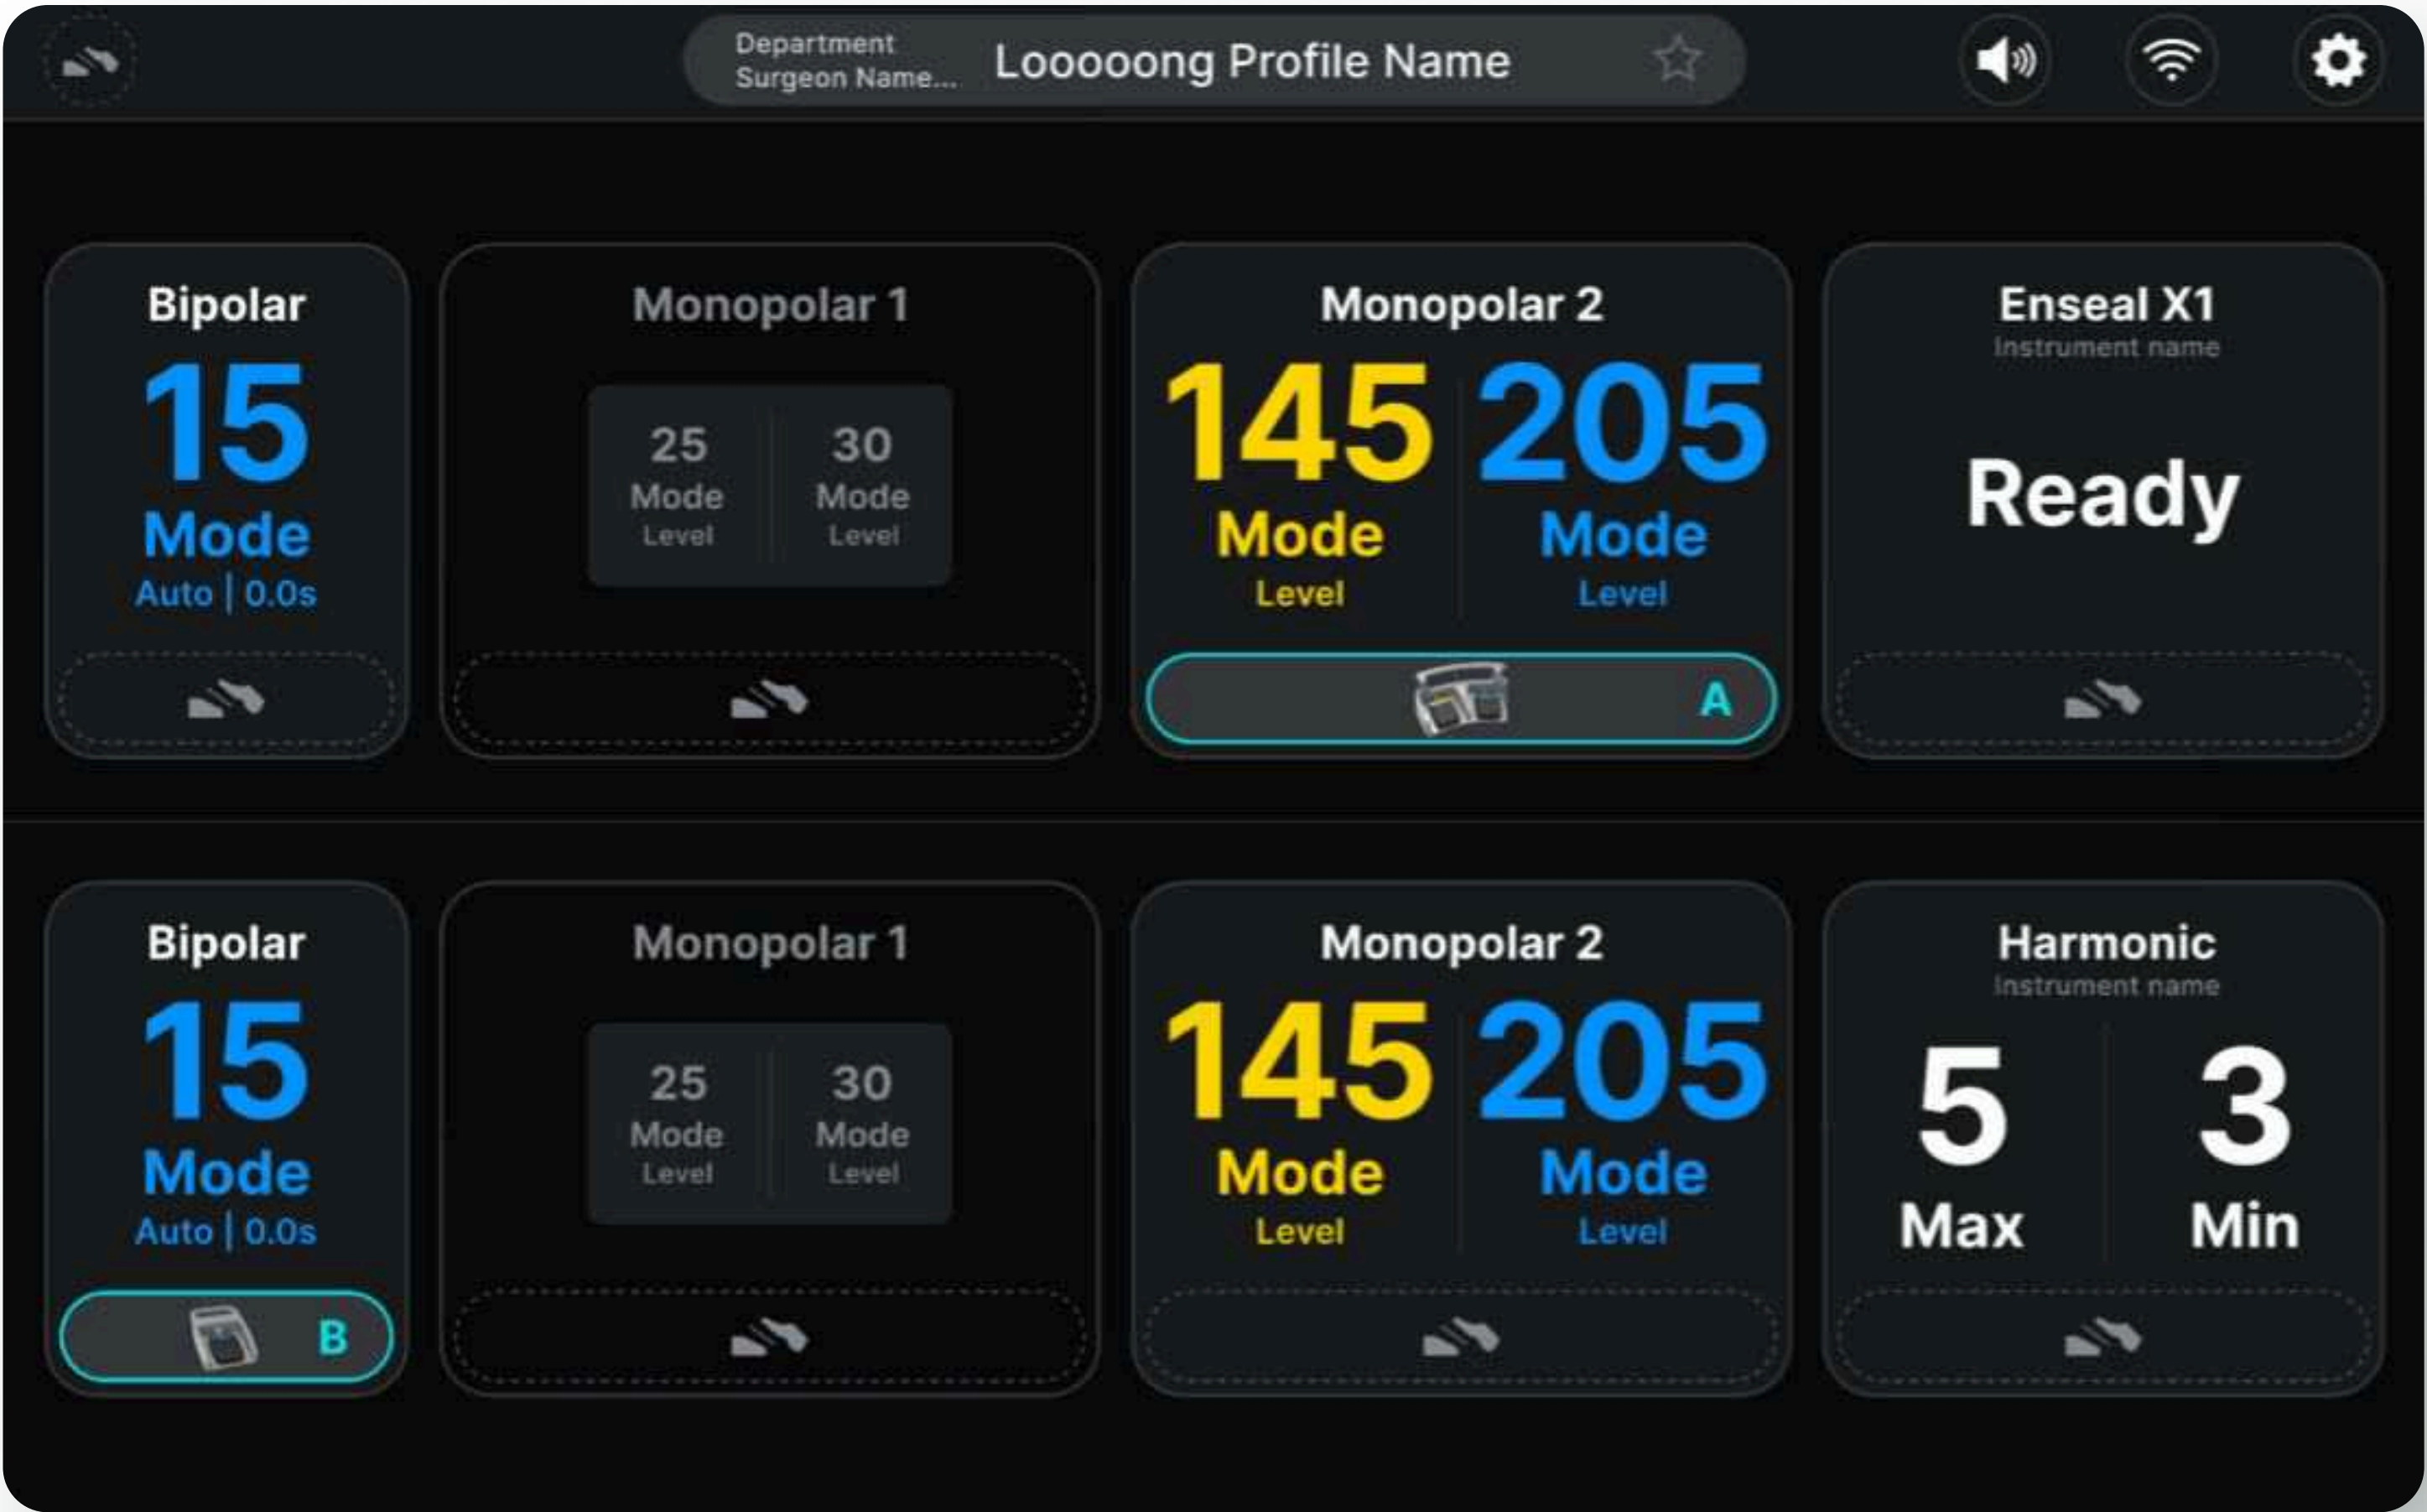 Department
Surgeon Name...
Looooong Profile Name
Bipolar
15
Mode
Auto | 0.0s
Monopolar 1
25
Mode
Level
30
Mode
Level
Monopolar 2
145
Mode
Level
205
Mode
Level
A
Enseal X1
Instrument name
Ready
Bipolar
15
Mode
Auto | 0.0s
B
Monopolar 1
25
Mode
Level
30
Mode
Level
Monopolar 2
145
Mode
Level
205
Mode
Level
Harmonic
Instrument name
5
Max
3
Min